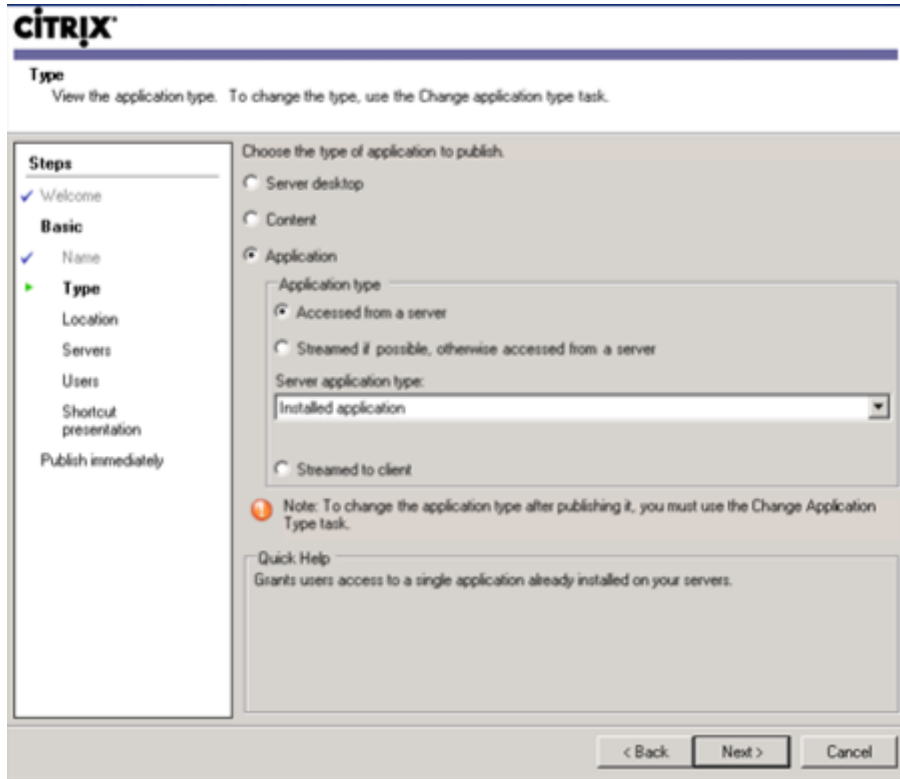 CITRIX
Type
View the application type. To change the type, use the Change application type task.
Steps
Welcome
Basic
Name
Type
Location
Servers
Users
Shortcut
presentation
Publish immediately
Choose the type of application to publish.
Server desktop
Content
Application
Application type
Accessed from a server
Streamed if possible, otherwise accessed from a server
Server application type:
Installed application
Streamed to client
Note: To change the application type after publishing it, you must use the Change Application
Type task.
Quick Help
Grants users access to a single application already installed on your servers.
< Back
Next >
Cancel